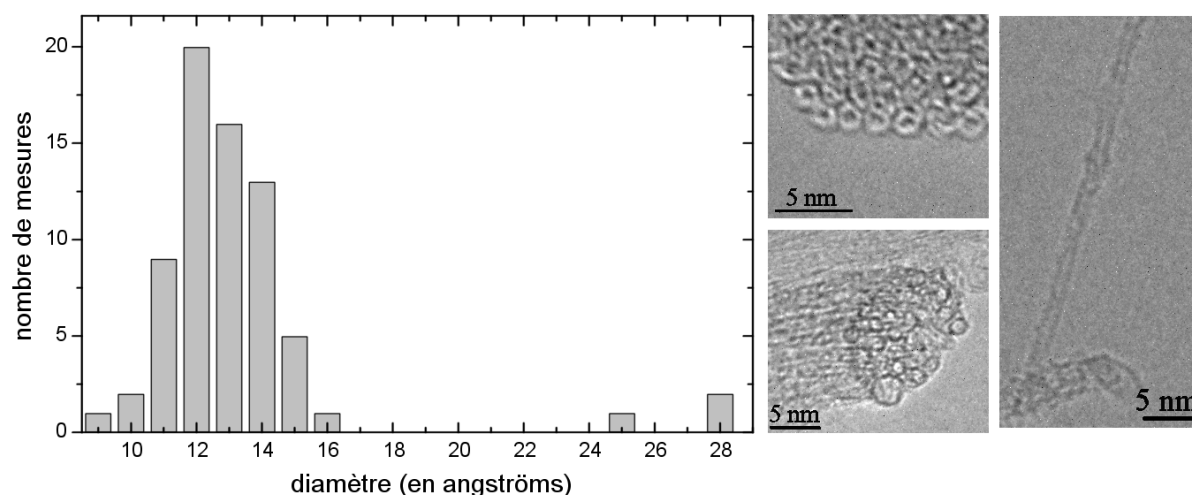 nombre de mesures
20
15
10
5
0
10 12 14 16 18 20 22 24 26 28
diamètre (en angströms)
5 nm
5 nm
5 nm